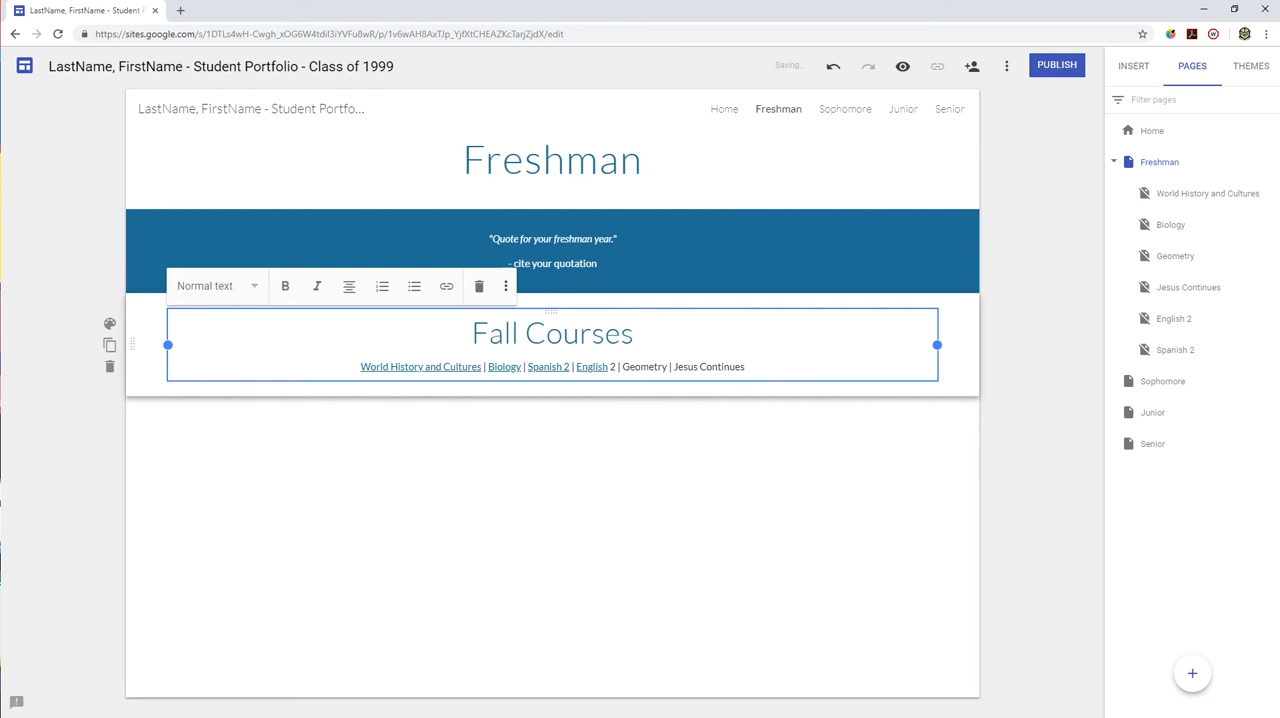 LastName, FirstName - Student P
https://sites.google.com/s/1DTLs4wH-Cwgh_xOG6W4tdiI3iYVFu8wR/p/1v6wAH8AxTJp_YjfXtCHEAZKcTarjZjdX/edit
LastName, FirstName - Student Portfolio - Class of 1999
Saving...
PUBLISH
INSERT PAGES THEMES
Filter pages
LastName, FirstName - Student Portfo...
Home Freshman Sophomore Junior Senior
Freshman
"Quote for your freshman year."
- cite your quotation
Normal text
Fall Courses
World History and Cultures | Biology | Spanish 2 | English 2 | Geometry | Jesus Continues
Home
Freshman
World History and Cultures
Biology
Geometry
Jesus Continues
English 2
Spanish 2
Sophomore
Junior
Senior